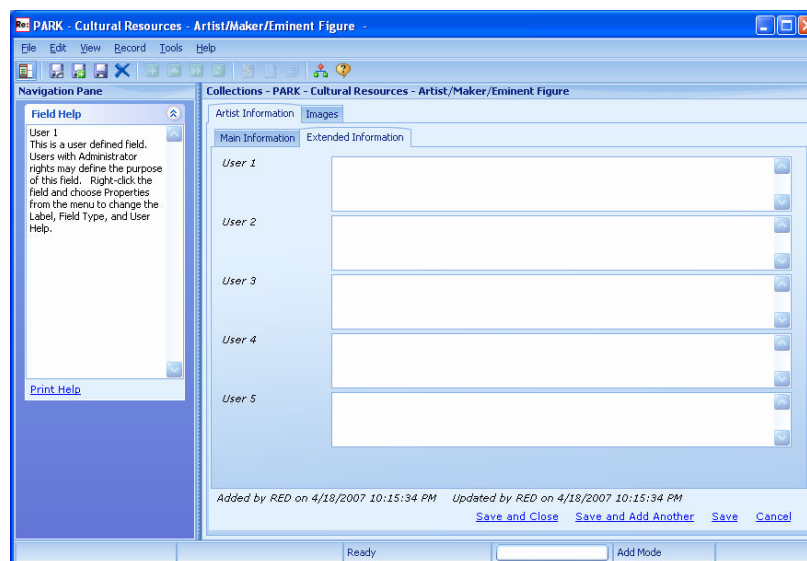 Re: PARK - Cultural Resources - Artist/Maker/Eminent Figure -
File Edit View Record Tools Help
Navigation Pane
Collections - PARK - Cultural Resources - Artist/Maker/Eminent Figure
Field Help
User 1
This is a user defined field.
Users with Administrator
rights may define the purpose
of this field. Right-click the
field and choose Properties
from the menu to change the
Label, Field Type, and User
Help.
Print Help
Artist Information Images
Main Information Extended Information
User 1
User 2
User 3
User 4
User 5
Added by RED on 4/18/2007 10:15:34 PM Updated by RED on 4/18/2007 10:15:34 PM
Save and Close Save and Add Another Save Cancel
Ready Add Mode